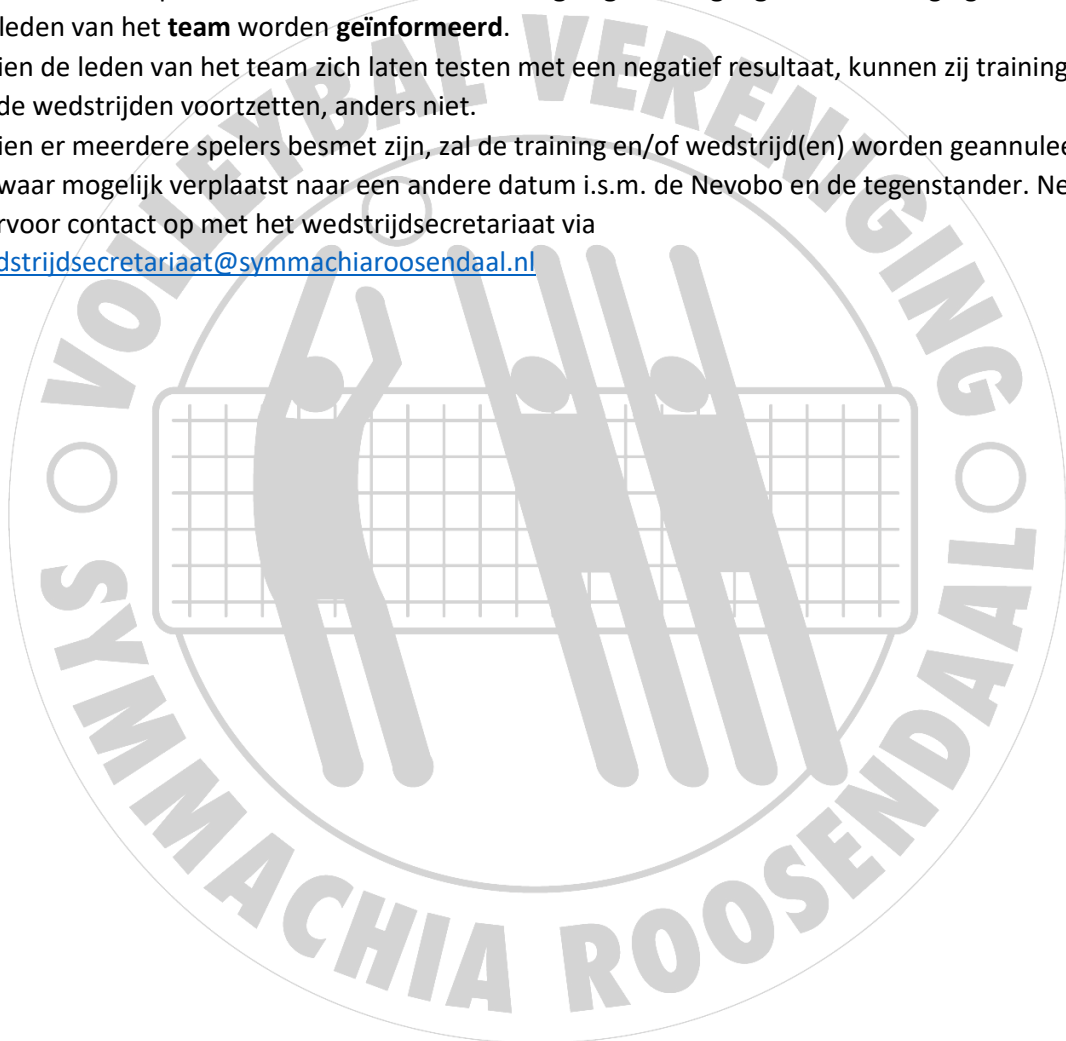 leden van het team worden geïnformeerd.
ien de leden van het team zich laten testen met een negatief resultaat, kunnen zij training
de wedstrijden voortzetten, anders niet.
ien er meerdere spelers besmet zijn, zal de training en/of wedstrijd(en) worden geannulee
waar mogelijk verplaatst naar een andere datum i.s.m. de Nevobo en de tegenstander. Ne
rvoor contact op met het wedstrijdsecretariaat via
dstrijdsecretariaat@symmachiaroosendaal.nl
VOLLEYBAL VERENIGING
SYMMACHIA ROOSENDAAL